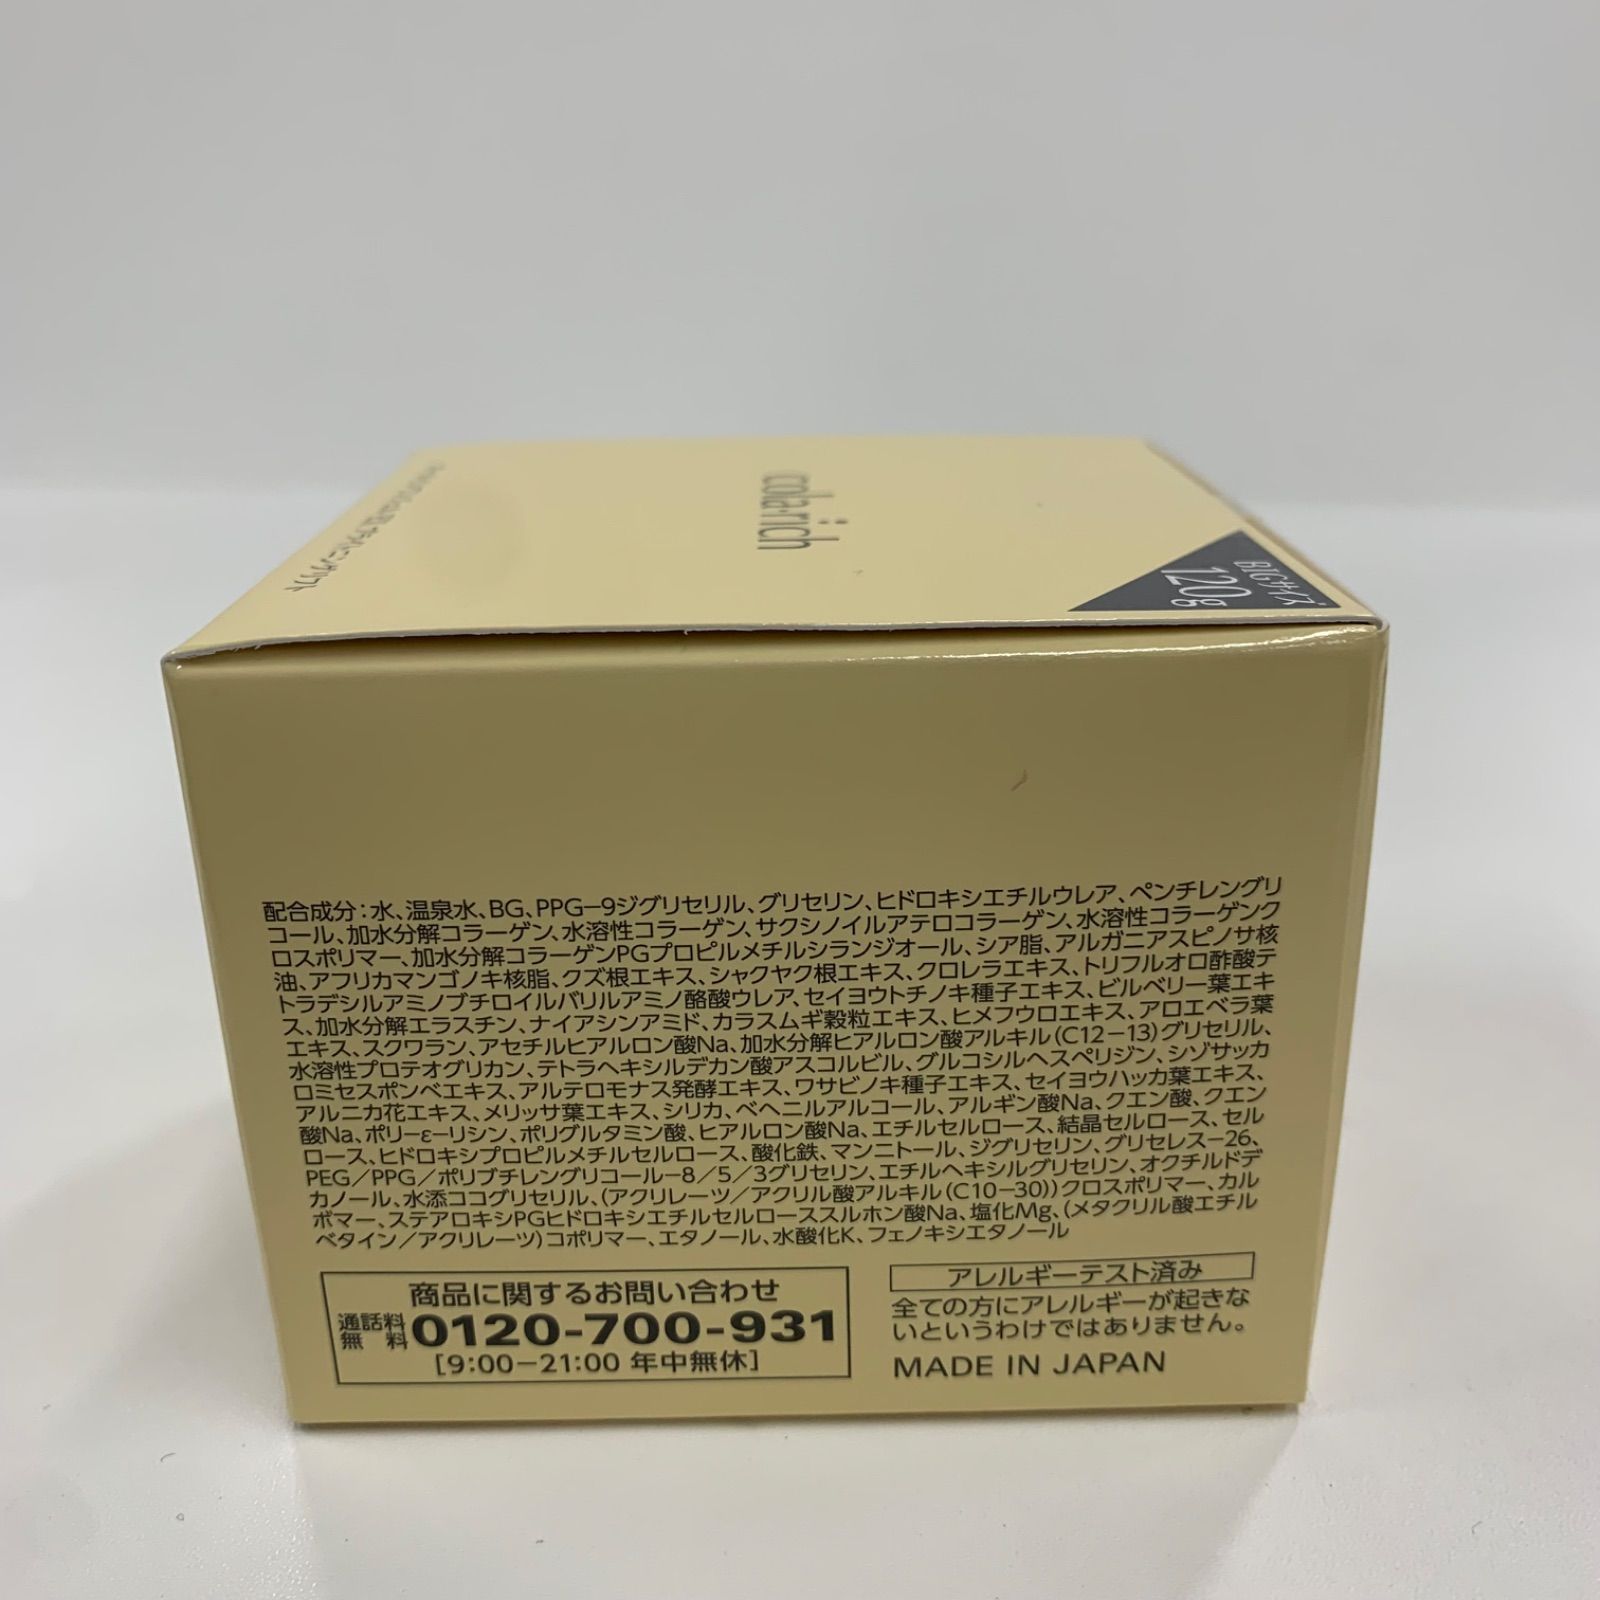 cola·rich
BIGサイズ
120g
配合成分：水、温泉水、BG、PPG−9ジグリセリル、グリセリン、ヒドロキシエチルウレア、ペンチレングリ
コール、加水分解コラーゲン、水溶性コラーゲン、サクシノイルアテロコラーゲン、水溶性コラーゲンク
ロスポリマー、加水分解コラーゲンPGプロピルメチルシランジオール、シア脂、アルガニアスピノサ核
油、アフリカマンゴノキ核脂、クズ根エキス、シャクヤク根エキス、クロレラエキス、トリフルオロ酢酸テ
トラデシルアミノブチロイルバリルアミノ酪酸ウレア、セイヨウトチノキ種子エキス、ビルベリー葉エキ
ス、加水分解エラスチン、ナイアシンアミド、カラスムギ穀粒エキス、ヒメフウロエキス、アロエベラ葉
エキス、スクワラン、アセチルヒアルロン酸Na、加水分解ヒアルロン酸アルキル(C12−13)グリセリル、
水溶性プロテオグリカン、テトラヘキシルデカン酸アスコルビル、グルコシルヘスペリジン、シゾサッカ
ロミセスポンベエキス、アルテロモナス発酵エキス、ワサビノキ種子エキス、セイヨウハッカ葉エキス、
アルニカ花エキス、メリッサ葉エキス、シリカ、ベヘニルアルコール、アルギン酸Na、クエン酸、クエン
酸Na、ポリ−ε−リシン、ポリグルタミン酸、ヒアルロン酸Na、エチルセルロース、結晶セルロース、セル
ロース、ヒドロキシプロピルメチルセルロース、酸化鉄、マンニトール、ジグリセリン、グリセレス−26、
PEG／PPG／ポリブチレングリコール−8／5／3グリセリン、エチルヘキシルグリセリン、オクチルドデ
カノール、水添ココグリセリル、(アクリレーツ／アクリル酸アルキル(C10−30))クロスポリマー、カル
ボマー、ステアロキシPGヒドロキシエチルセルローススルホン酸Na、塩化Mg、(メタクリル酸エチル
ベタイン／アクリレーツ)コポリマー、エタノール、水酸化K、フェノキシエタノール
商品に関するお問い合わせ
通話料無料 0120-700-931
[9:00−21:00 年中無休]
アレルギーテスト済み
全ての方にアレルギーが起きな
いというわけではありません。
MADE IN JAPAN